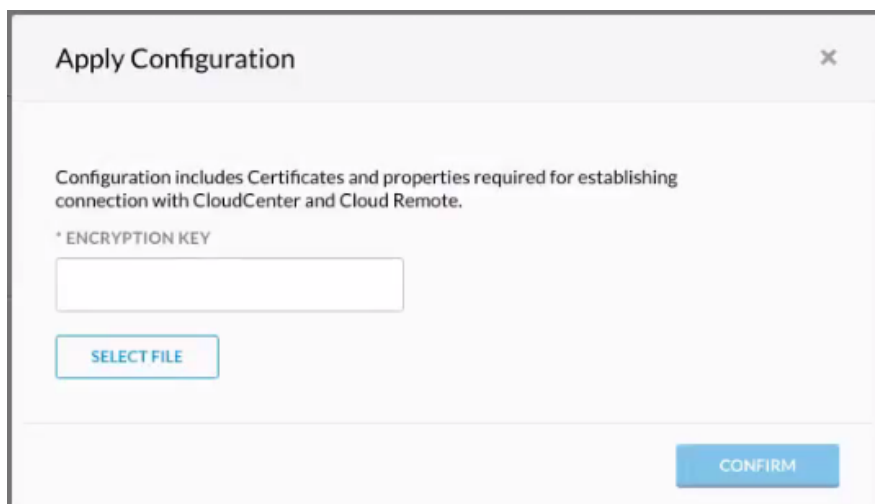 Apply Configuration
Configuration includes Certificates and properties required for establishing
connection with CloudCenter and Cloud Remote.
* ENCRYPTION KEY
SELECT FILE
CONFIRM